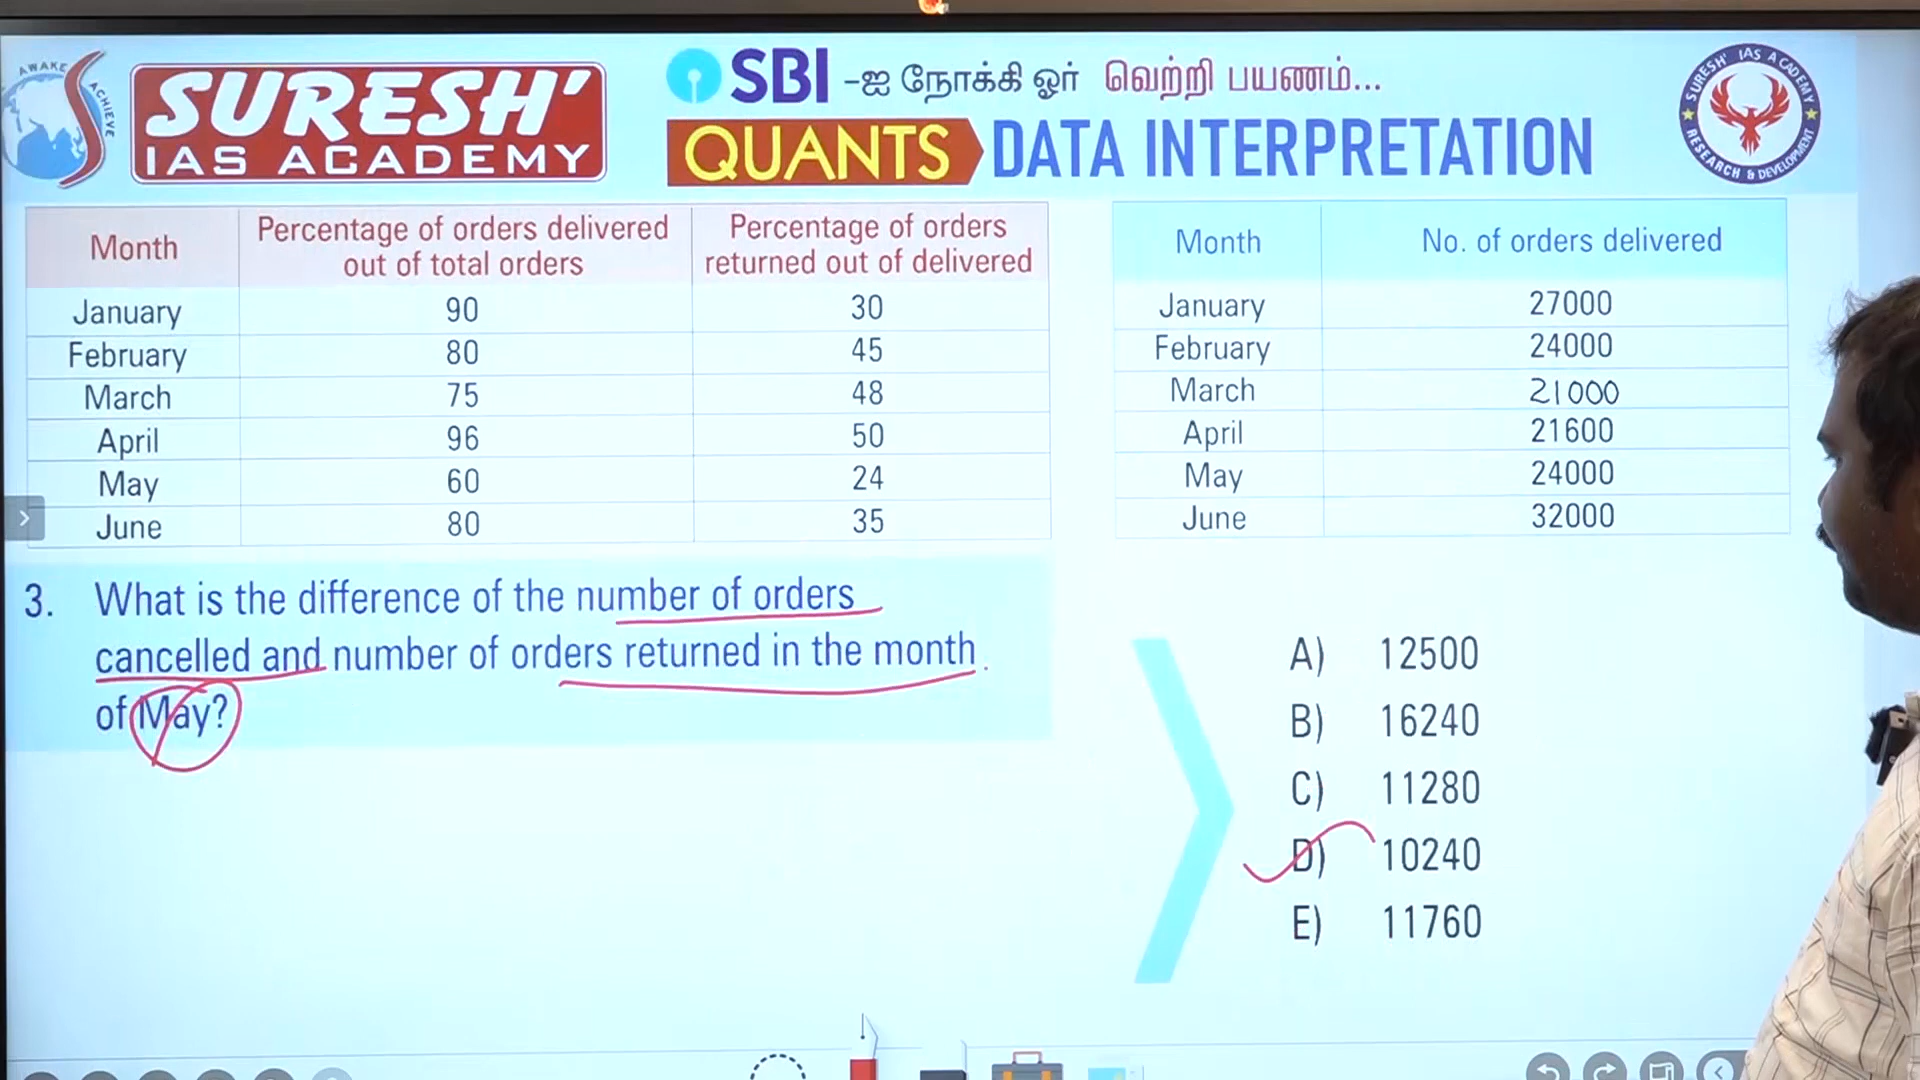 AWAKE
ACHIEVE
SURESH'
IAS ACADEMY
SBI -ஐ நோக்கி ஓர் வெற்றி பயணம்...
QUANTS DATA INTERPRETATION
SURESH' IAS ACADEMY
RESEARCH & DEVELOPMENT
Month Percentage of orders delivered out of total orders Percentage of orders returned out of delivered
January 90 30
February 80 45
March 75 48
April 96 50
May 60 24
June 80 35
Month No. of orders delivered
January 27000
February 24000
March 21000
April 21600
May 24000
June 32000
3. What is the difference of the number of orders
cancelled and number of orders returned in the month
of May?
A) 12500
B) 16240
C) 11280
D) 10240
E) 11760